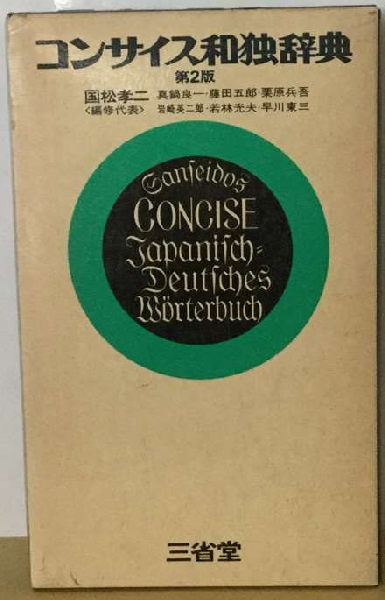 コンサイス和独辞典
第2版
国松孝二 真鍋良一・藤田五郎・栗原兵吾
〈編修代表〉 岩崎英二郎・若林光夫・早川東三
Sanſeidos
CONCISE
Japaniſch=
Deutſches
Wörterbuch
三省堂